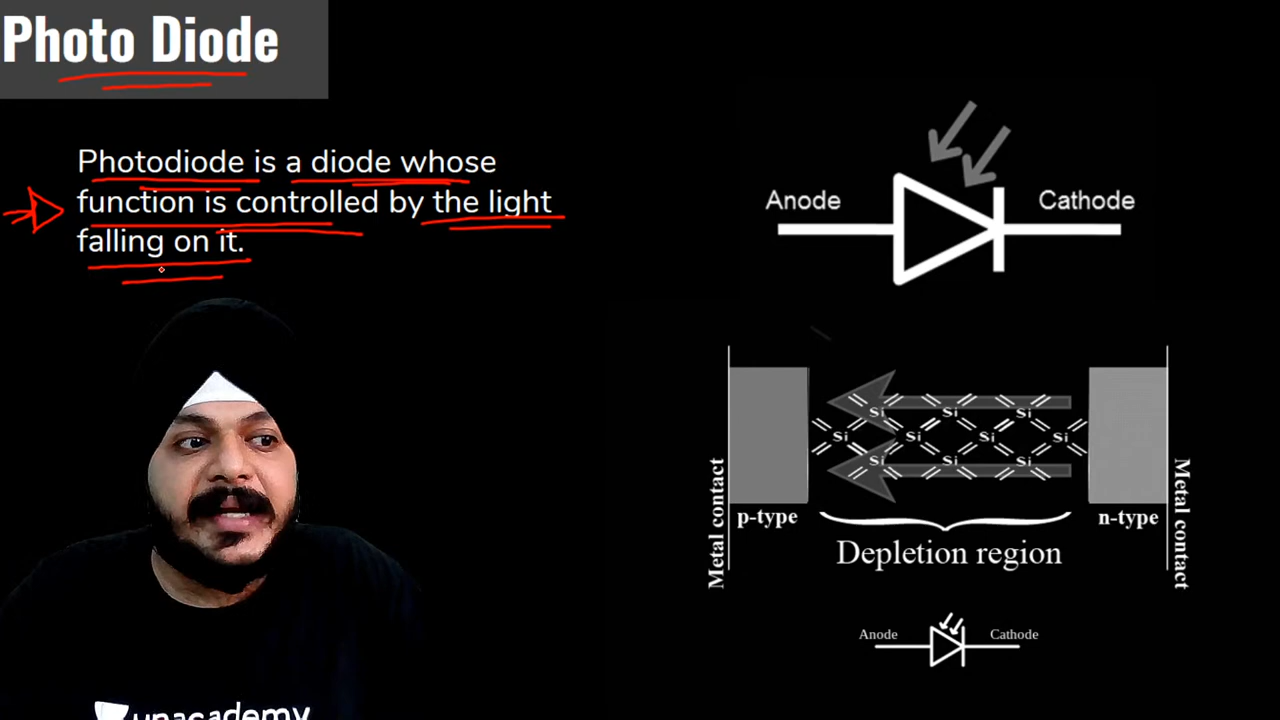 Photo Diode
Photodiode is a diode whose
function is controlled by the light
falling on it.
Anode
Cathode
Si Si Si
Si Si Si Si
Si Si Si
Metal contact
p-type
n-type
Metal contact
Depletion region
Anode
Cathode
unacademy